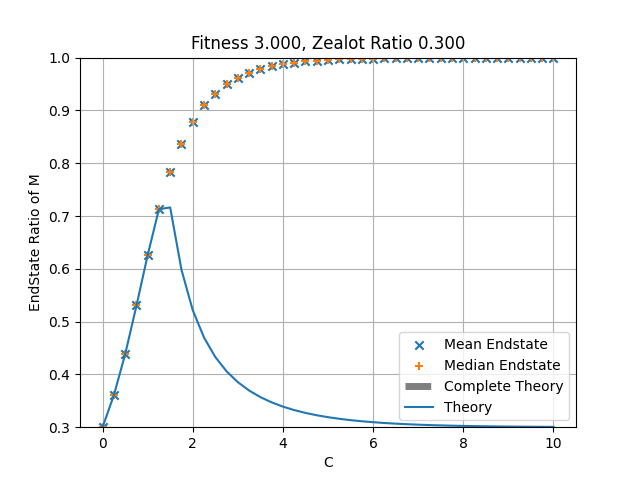 Fitness 3.000, Zealot Ratio 0.300
EndState Ratio of M
1.0
0.9
0.8
0.7
0.6
0.5
0.4
0.3
0
2
4
6
8
10
C
Mean Endstate
Median Endstate
Complete Theory
Theory